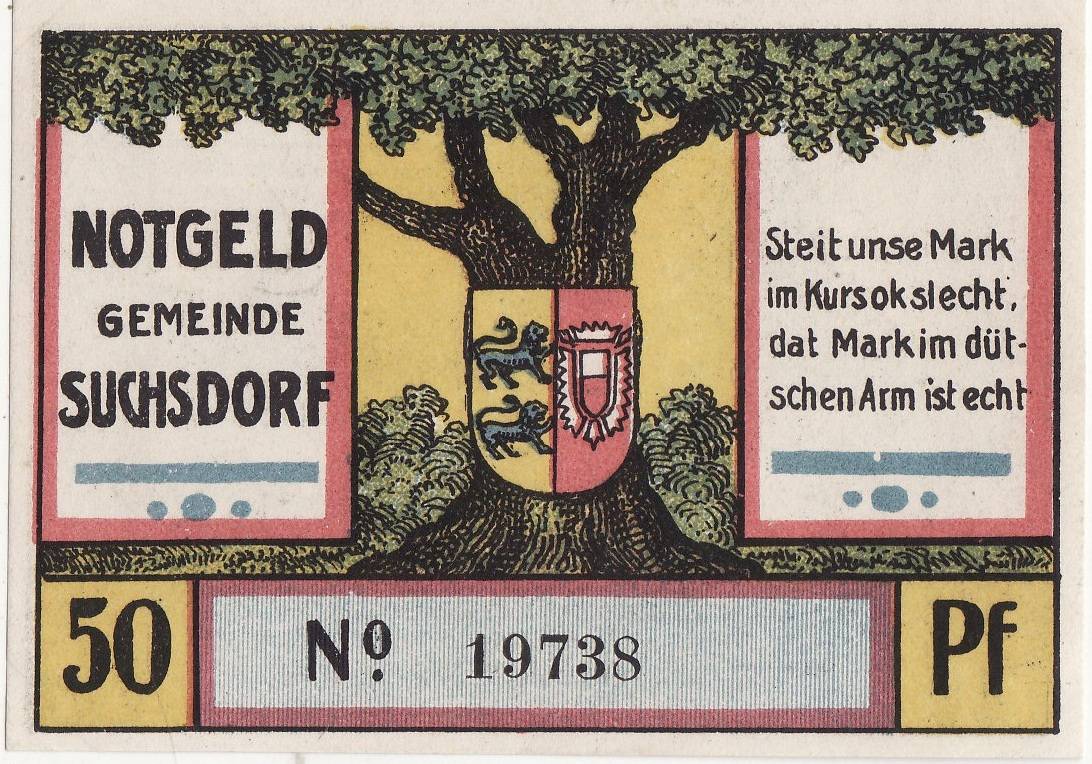 NOTGELD
GEMEINDE
SUCHSDORF
Steit unse Mark
im Kurs ok slecht,
dat Mark im düt-
schen Arm ist echt
50
Nº 19738
Pf